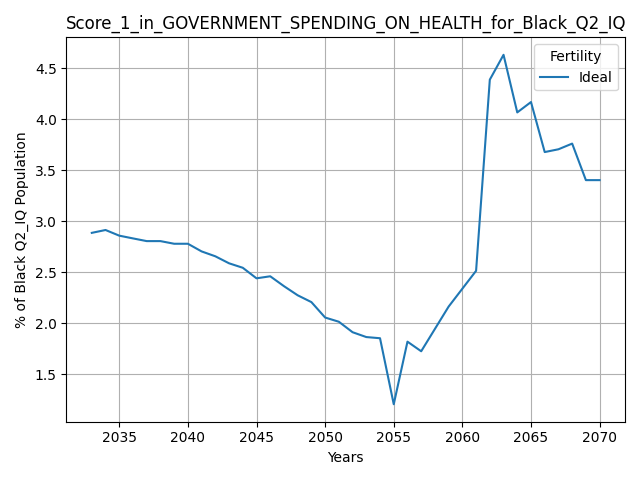 Score_1_in_GOVERNMENT_SPENDING_ON_HEALTH_for_Black_Q2_IQ
Fertility
Ideal
% of Black Q2_IQ Population
4.5
4.0
3.5
3.0
2.5
2.0
1.5
2035 2040 2045 2050 2055 2060 2065 2070
Years